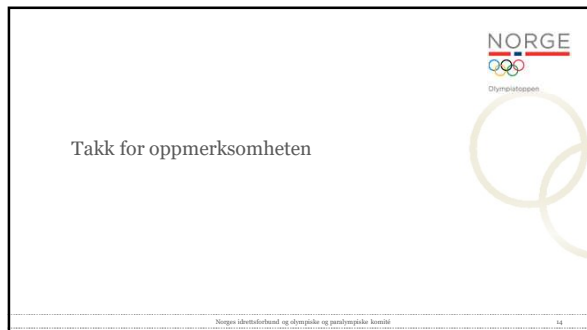 NORGE
Olympiatoppen
Takk for oppmerksomheten
Norges idrettsforbund og olympiske og paralympiske komité
14